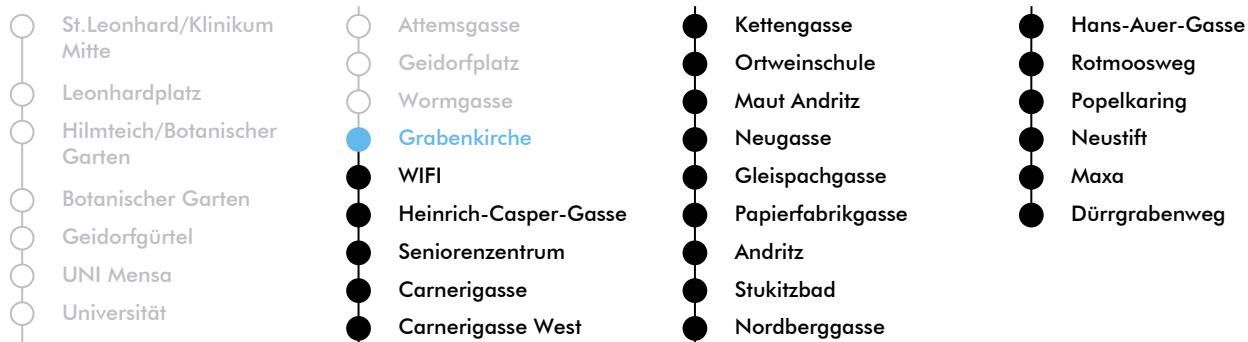 St.Leonhard/Klinikum
Mitte
Leonhardplatz
Hilmteich/Botanischer
Garten
Botanischer Garten
Geidorfgürtel
UNI Mensa
Universität
Attemsgasse
Geidorfplatz
Wormgasse
Grabenkirche
WIFI
Heinrich-Casper-Gasse
Seniorenzentrum
Carnerigasse
Carnerigasse West
Kettengasse
Ortweinschule
Maut Andritz
Neugasse
Gleispachgasse
Papierfabrikgasse
Andritz
Stukitzbad
Nordberggasse
Hans-Auer-Gasse
Rotmoosweg
Popelkaring
Neustift
Maxa
Dürrgrabenweg